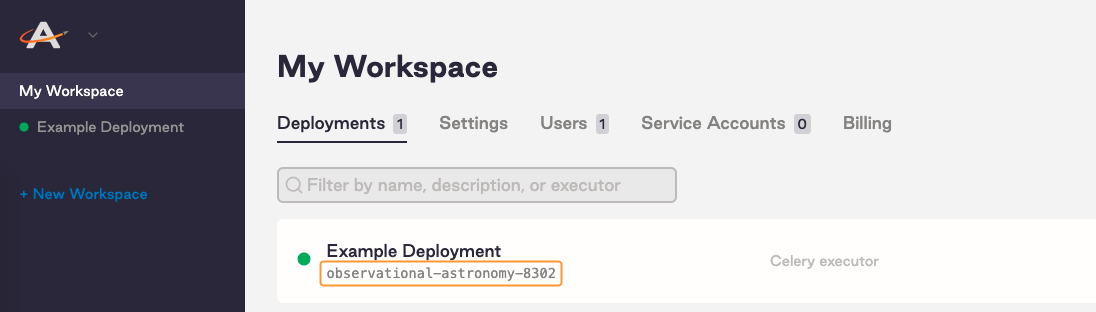 My Workspace
Example Deployment
+ New Workspace
My Workspace
Deployments 1 Settings Users 1 Service Accounts 0 Billing
Filter by name, description, or executor
Example Deployment
observational-astronomy-8302
Celery executor